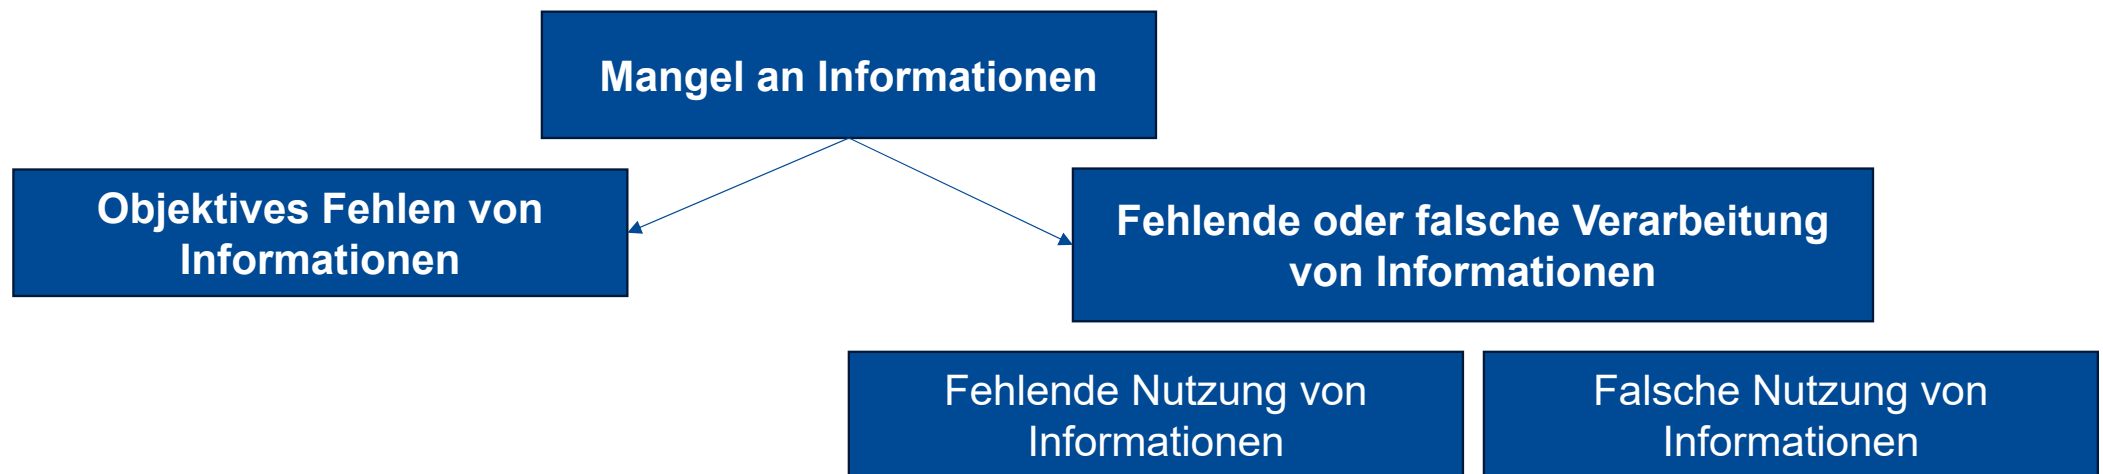 Mangel an Informationen
Objektives Fehlen von
Informationen
Fehlende oder falsche Verarbeitung
von Informationen
Fehlende Nutzung von
Informationen
Falsche Nutzung von
Informationen